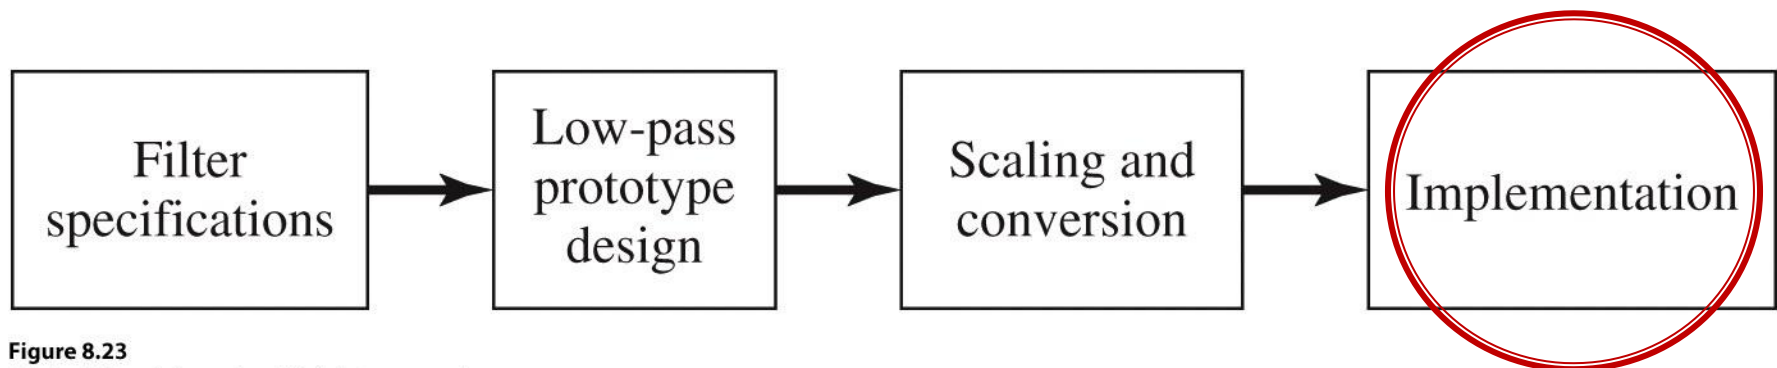 Filter
specifications
Low-pass
prototype
design
Scaling and
conversion
Implementation
Figure 8.23